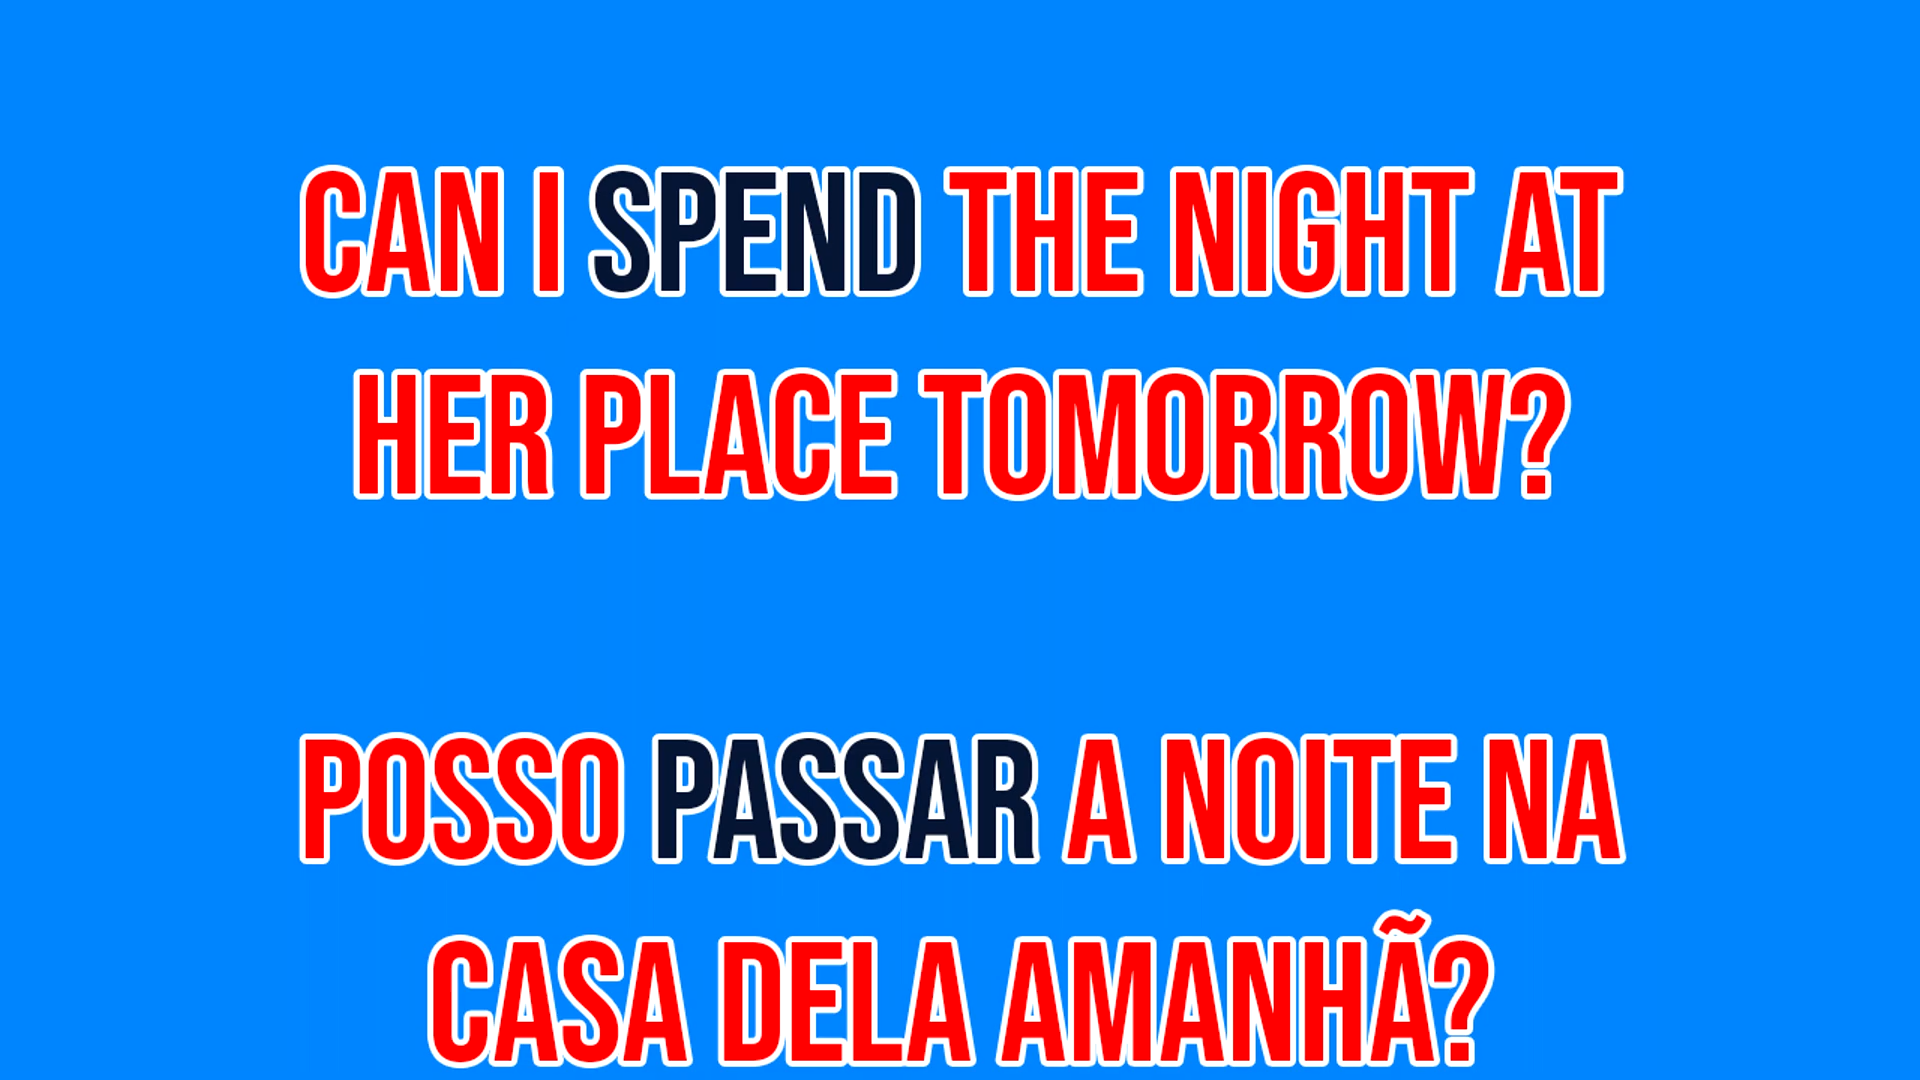 CAN I SPEND THE NIGHT AT
HER PLACE TOMORROW?
POSSO PASSAR A NOITE NA
CASA DELA AMANHÃ?